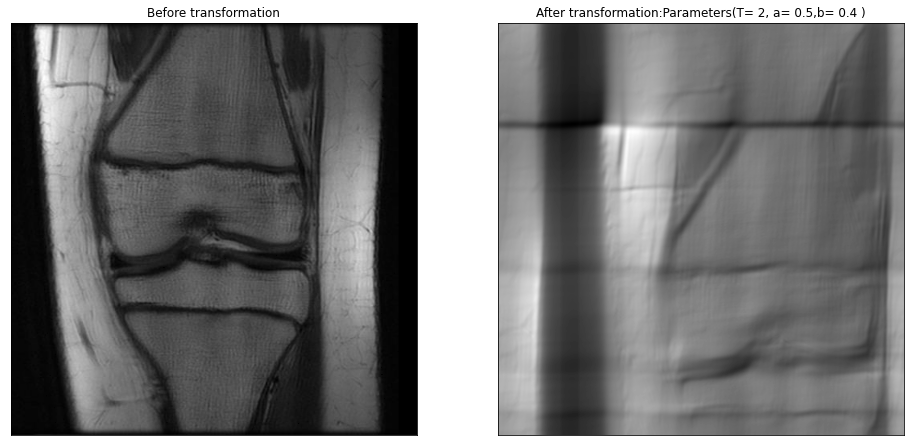 Before transformation
After transformation:Parameters(T= 2, a= 0.5,b= 0.4 )